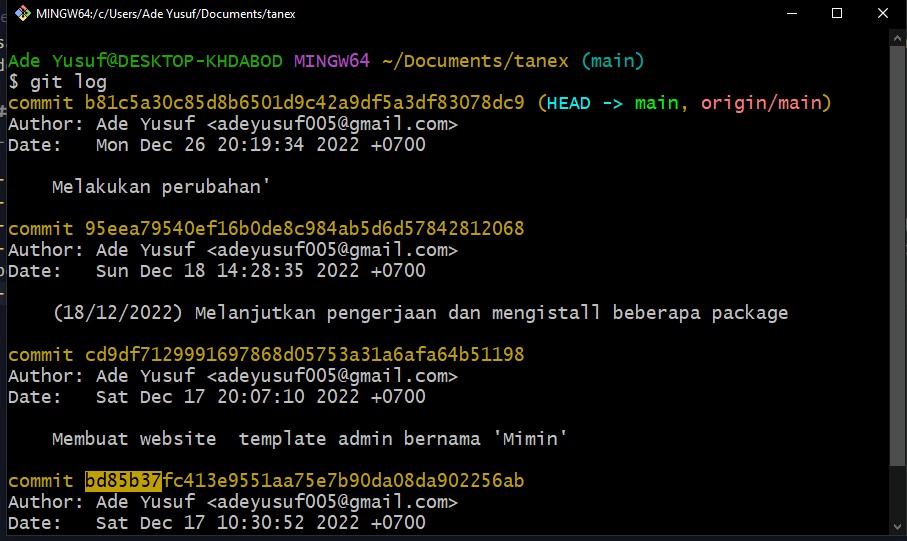 MINGW64:/c/Users/Ade Yusuf/Documents/tanex
Ade Yusuf@DESKTOP-KHDABOD MINGW64 ~/Documents/tanex (main)
$ git log
commit b81c5a30c85d8b6501d9c42a9df5a3df83078dc9 (HEAD -> main, origin/main)
Author: Ade Yusuf <adeyusuf005@gmail.com>
Date:   Mon Dec 26 20:19:34 2022 +0700
Melakukan perubahan'
commit 95eea79540ef16b0de8c984ab5d6d57842812068
Author: Ade Yusuf <adeyusuf005@gmail.com>
Date:   Sun Dec 18 14:28:35 2022 +0700
(18/12/2022) Melanjutkan pengerjaan dan mengistall beberapa package
commit cd9df7129991697868d05753a31a6afa64b51198
Author: Ade Yusuf <adeyusuf005@gmail.com>
Date:   Sat Dec 17 20:07:10 2022 +0700
Membuat website  template admin bernama 'Mimin'
commit bd85b37fc413e9551aa75e7b90da08da902256ab
Author: Ade Yusuf <adeyusuf005@gmail.com>
Date:   Sat Dec 17 10:30:52 2022 +0700